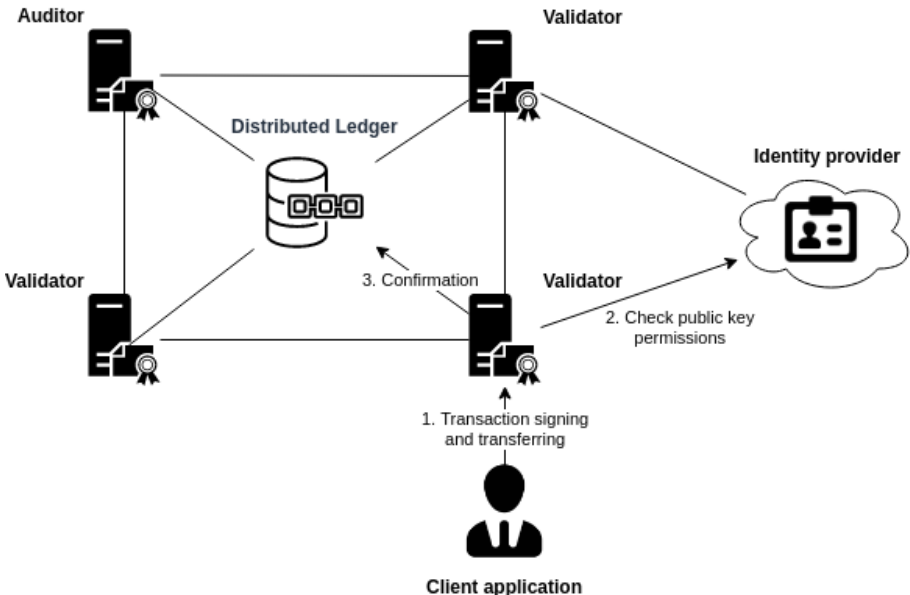 Auditor
Validator
Distributed Ledger
Identity provider
Validator
3. Confirmation
Validator
2. Check public key
permissions
1. Transaction signing
and transferring
Client application